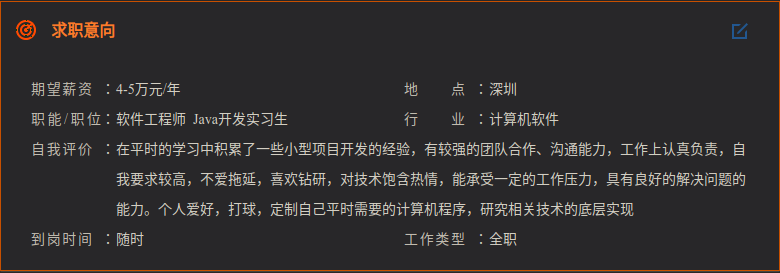 求职意向
期望薪资 ：4-5万元/年 地 点 ：深圳
职能/职位：软件工程师 Java开发实习生 行 业 ：计算机软件
自我评价 ：在平时的学习中积累了一些小型项目开发的经验，有较强的团队合作、沟通能力，工作上认真负责，自
我要求较高，不爱拖延，喜欢钻研，对技术饱含热情，能承受一定的工作压力，具有良好的解决问题的
能力。个人爱好，打球，定制自己平时需要的计算机程序，研究相关技术的底层实现
到岗时间 ：随时 工作类型 ：全职